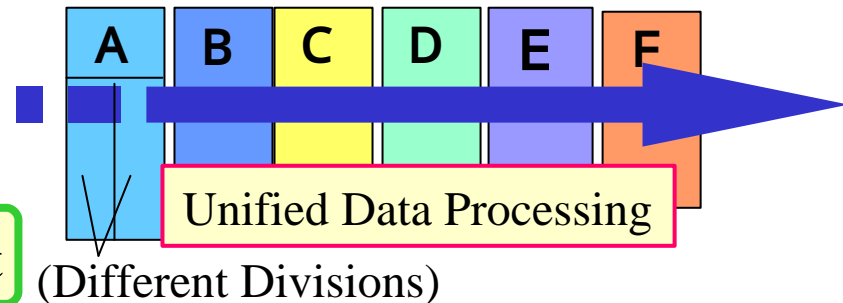 A B C D E F
Unified Data Processing
(Different Divisions)